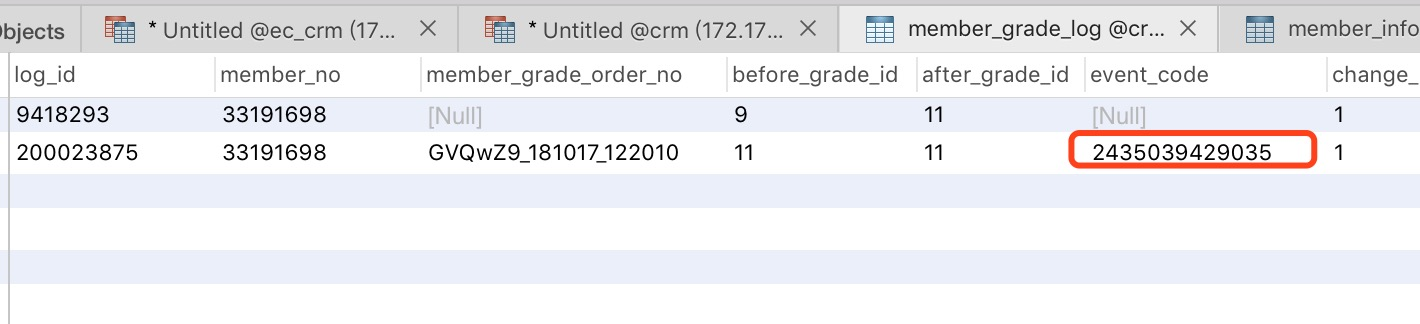 Objects * Untitled @ec_crm (17... * Untitled @crm (172.17... member_grade_log @cr... member_info
log_id member_no member_grade_order_no before_grade_id after_grade_id event_code change_
9418293 33191698 [Null] 9 11 [Null] 1
200023875 33191698 GVQwZ9_181017_122010 11 11 2435039429035 1